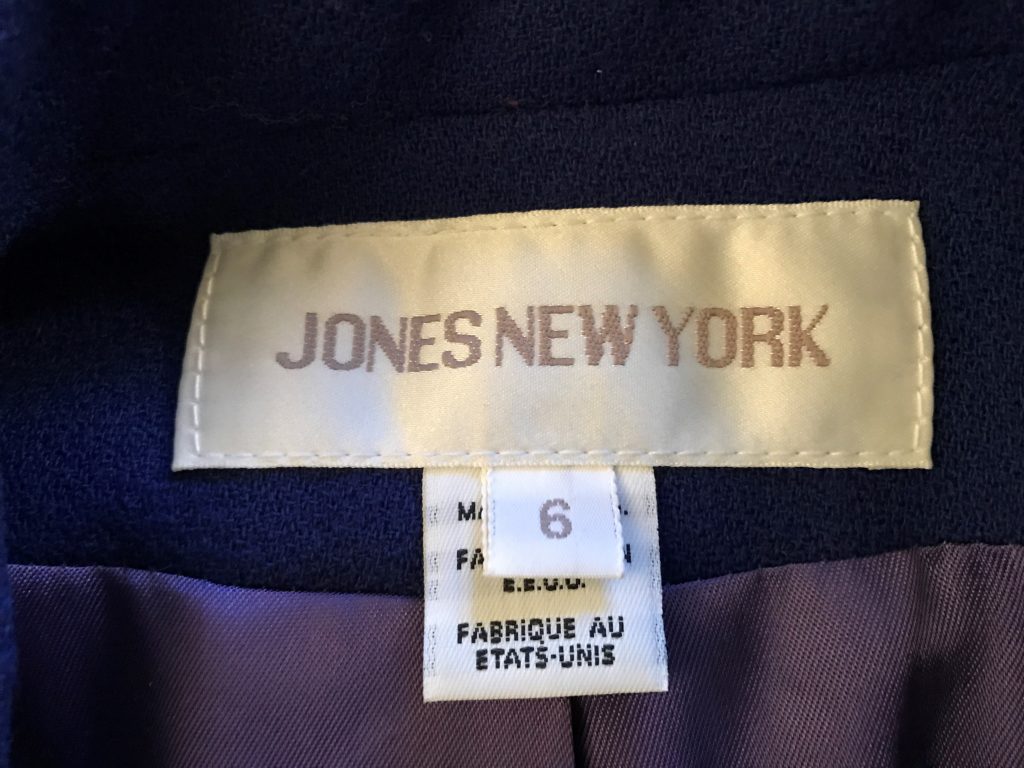 JONES NEW YORK
6
E.E.U.U.
FABRIQUE AU
ETATS-UNIS